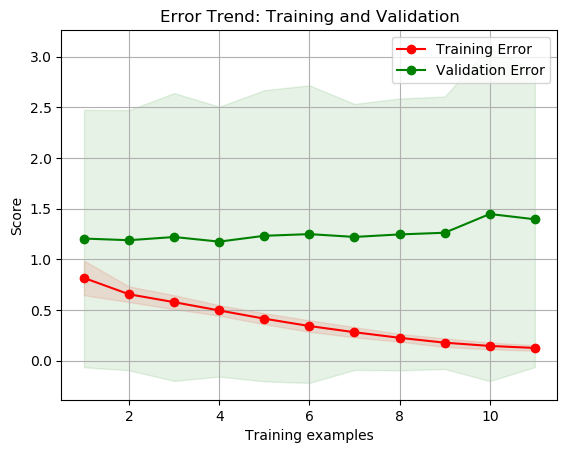 Error Trend: Training and Validation
Training Error
Validation Error
Score
3.0
2.5
2.0
1.5
1.0
0.5
0.0
2 4 6 8 10
Training examples